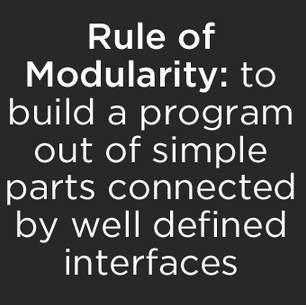 Rule of
Modularity: to
build a program
out of simple
parts connected
by well defined
interfaces